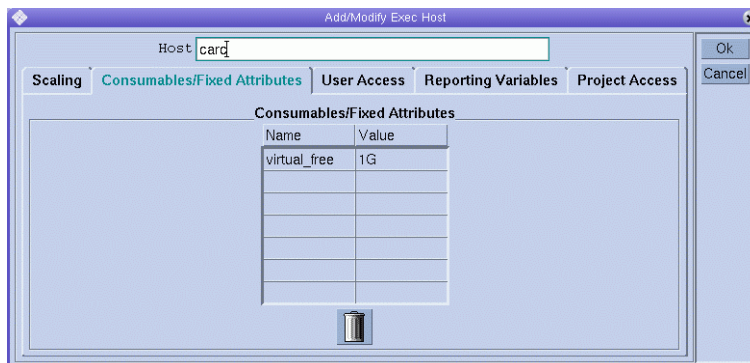 Add/Modify Exec Host
Host carc
Ok
Cancel
Scaling Consumables/Fixed Attributes User Access Reporting Variables Project Access
Consumables/Fixed Attributes
Name Value
virtual_free 1G